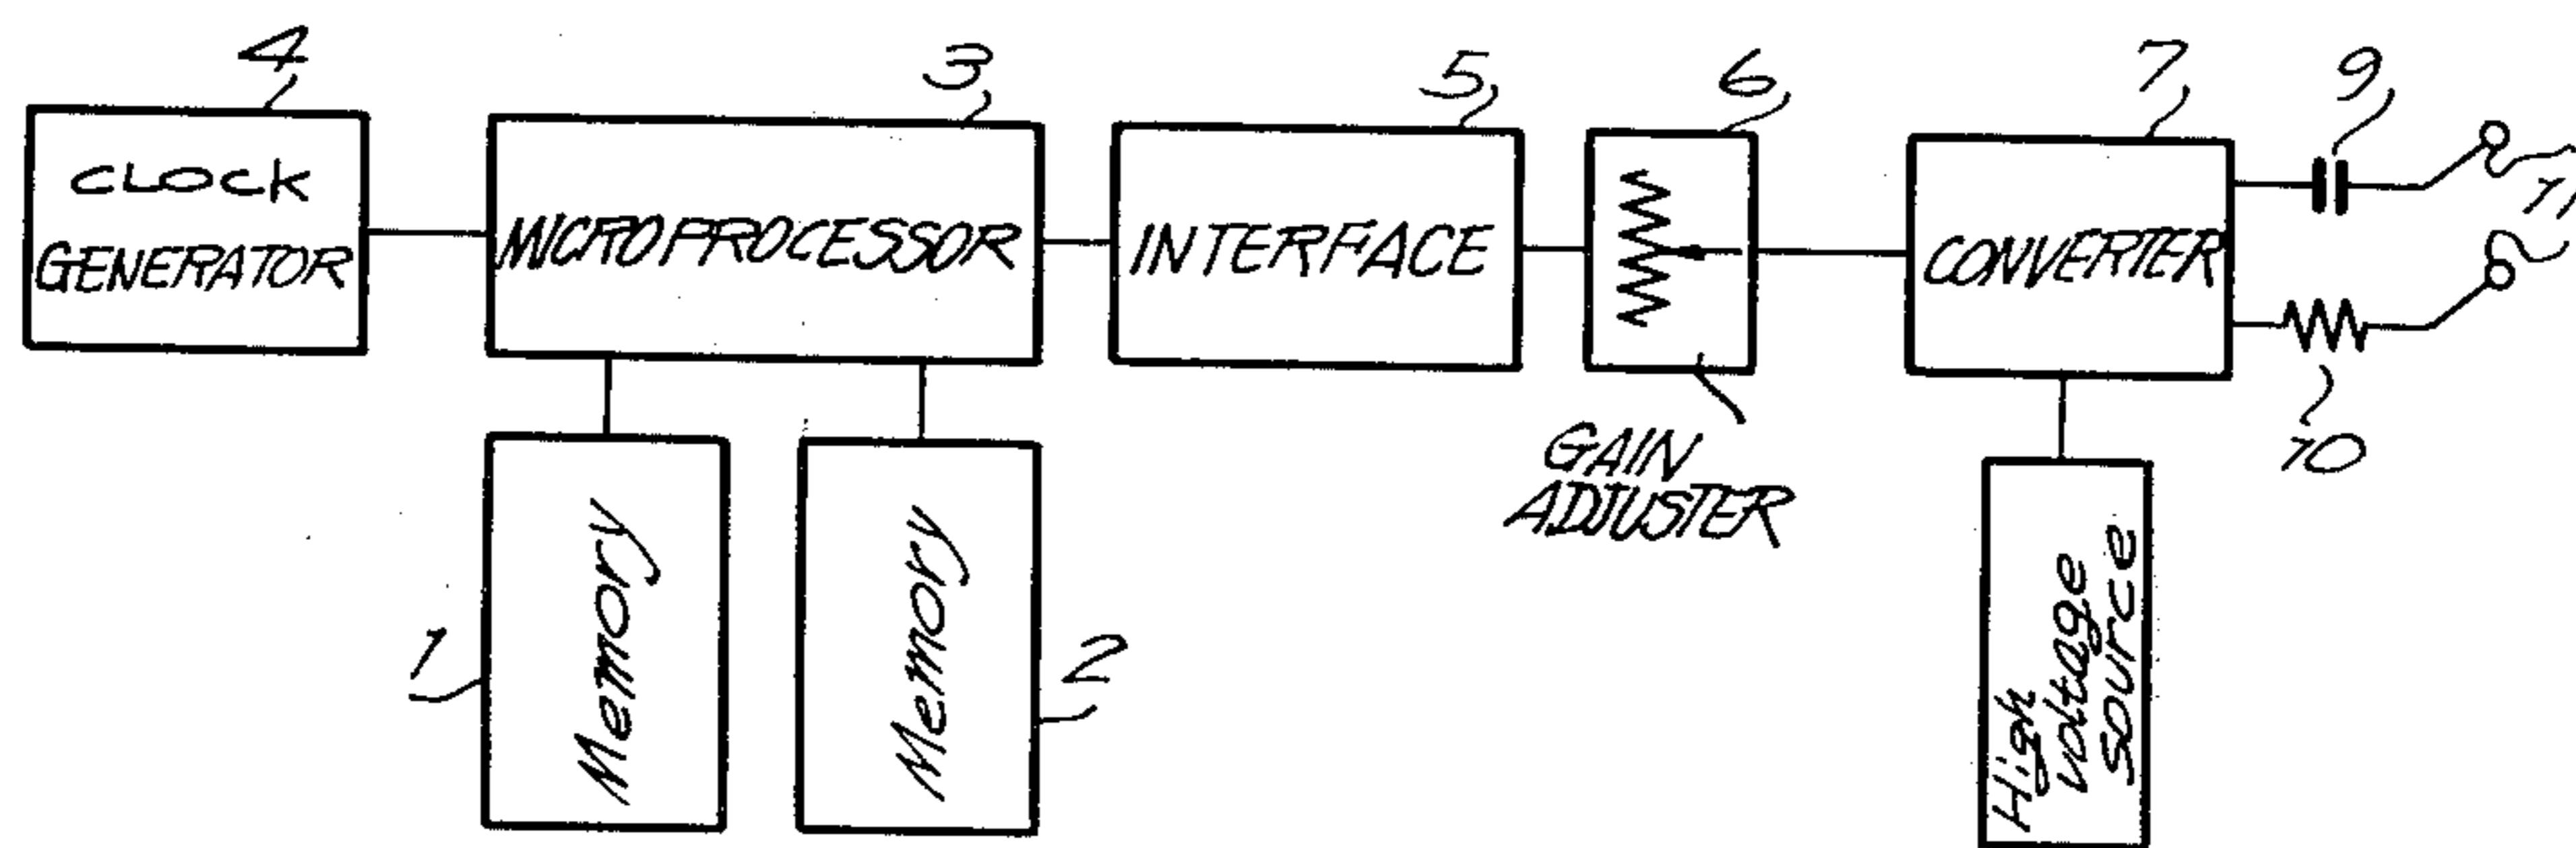 4
3
5
6
7
9
CLOCK
GENERATOR
MICROPROCESSOR
INTERFACE
CONVERTER
11
10
GAIN
ADJUSTER
1
Memory
Memory
2
High
voltage
source